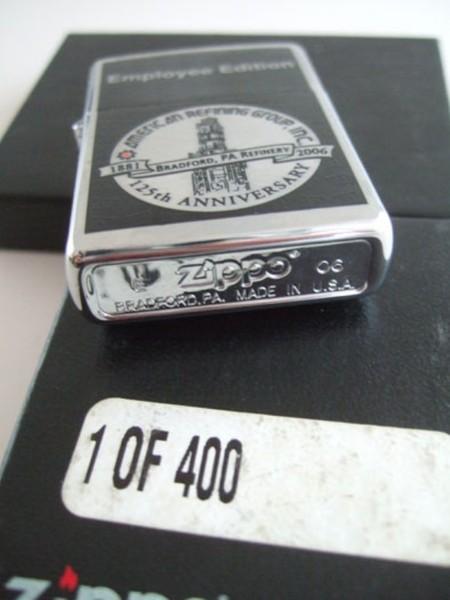 Employee Edition
AMERICAN REFINING GROUP, INC.
1881 BRADFORD, PA REFINERY 2006
125th ANNIVERSARY
Zippo 06
BRADFORD, PA. MADE IN U.S.A.
1 OF 400
Zippo